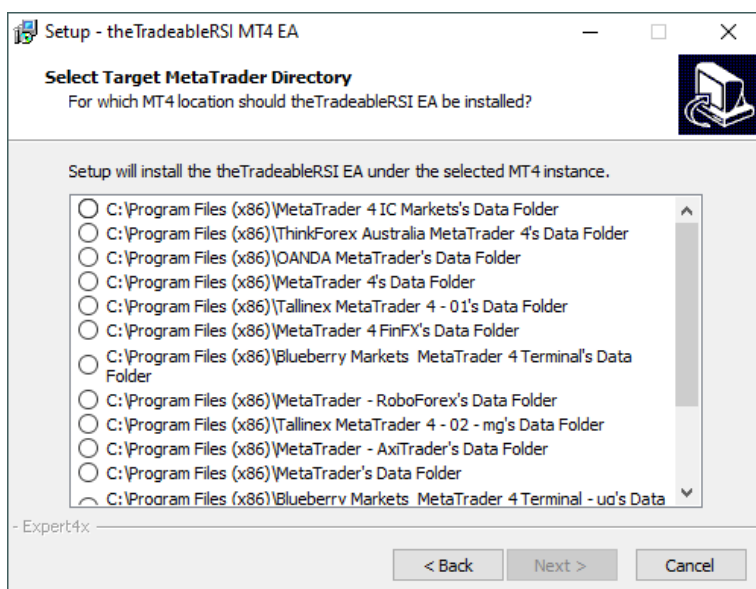 Setup - theTradeableRSI MT4 EA
Select Target MetaTrader Directory
For which MT4 location should theTradeableRSI EA be installed?
Setup will install the theTradeableRSI EA under the selected MT4 instance.
C:\Program Files (x86)\MetaTrader 4 IC Markets's Data Folder
C:\Program Files (x86)\ThinkForex Australia MetaTrader 4's Data Folder
C:\Program Files (x86)\OANDA MetaTrader's Data Folder
C:\Program Files (x86)\MetaTrader 4's Data Folder
C:\Program Files (x86)\Tallinex MetaTrader 4 - 01's Data Folder
C:\Program Files (x86)\MetaTrader 4 FinFX's Data Folder
C:\Program Files (x86)\Blueberry Markets  MetaTrader 4 Terminal's Data
Folder
C:\Program Files (x86)\MetaTrader - RoboForex's Data Folder
C:\Program Files (x86)\Tallinex MetaTrader 4 - 02 - mg's Data Folder
C:\Program Files (x86)\MetaTrader - AxiTrader's Data Folder
C:\Program Files (x86)\MetaTrader's Data Folder
C:\Program Files (x86)\Blueberry Markets  MetaTrader 4 Terminal - ug's Data
- Expert4x
< Back
Next >
Cancel